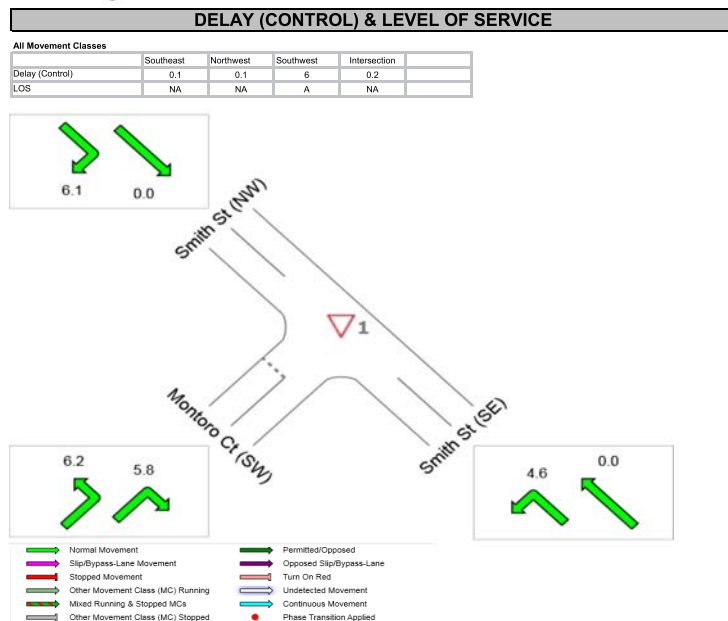 DELAY (CONTROL) & LEVEL OF SERVICE
All Movement Classes
Southeast Northwest Southwest Intersection
Delay (Control) 0.1 0.1 6 0.2
LOS NA NA A NA
6.1 0.0
Smith St (NW)
1
Montoro Ct (SW)
Smith St (SE)
6.2 5.8
4.6 0.0
Normal Movement Permitted/Opposed
Slip/Bypass-Lane Movement Opposed Slip/Bypass-Lane
Stopped Movement Turn On Red
Other Movement Class (MC) Running Undetected Movement
Mixed Running & Stopped MCs Continuous Movement
Other Movement Class (MC) Stopped Phase Transition Applied